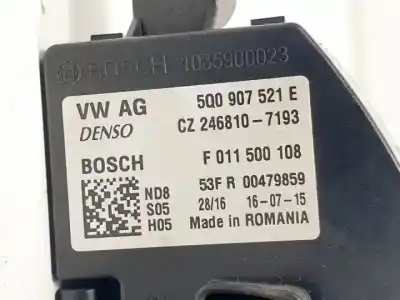 BOSCH 1035900023
VW AG 5Q0 907 521 E
DENSO CZ 246810-7193
BOSCH F 011 500 108
ND8 53F R 00479859
S05 28/16 16-07-15
H05 Made in ROMANIA